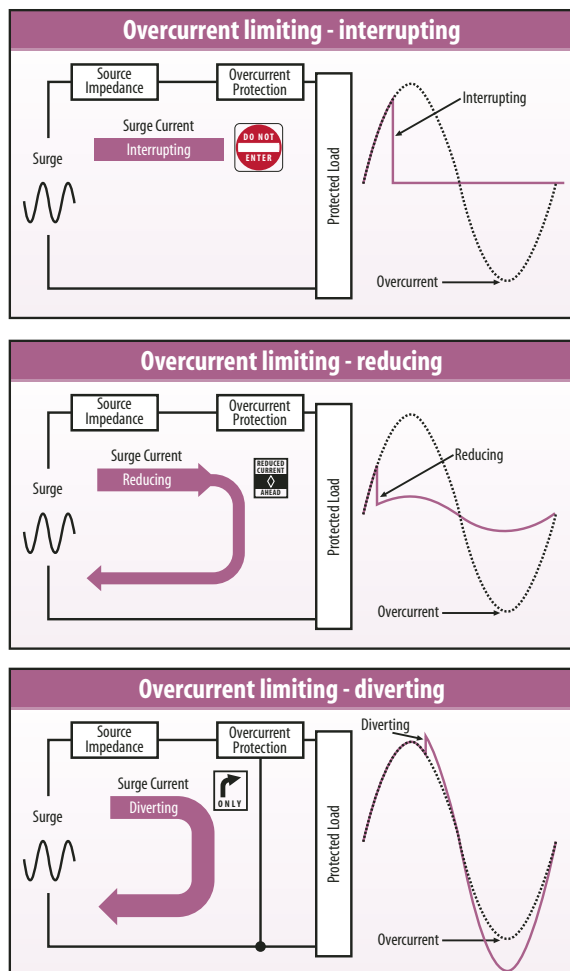 Overcurrent limiting - interrupting
Source
Impedance
Overcurrent
Protection
Surge Current
Interrupting
DO NOT
ENTER
Surge
Protected Load
Interrupting
Overcurrent
Overcurrent limiting - reducing
Source
Impedance
Overcurrent
Protection
Surge Current
Reducing
REDUCED
CURRENT
AHEAD
Surge
Protected Load
Reducing
Overcurrent
Overcurrent limiting - diverting
Source
Impedance
Overcurrent
Protection
Surge Current
Diverting
ONLY
Surge
Protected Load
Diverting
Overcurrent